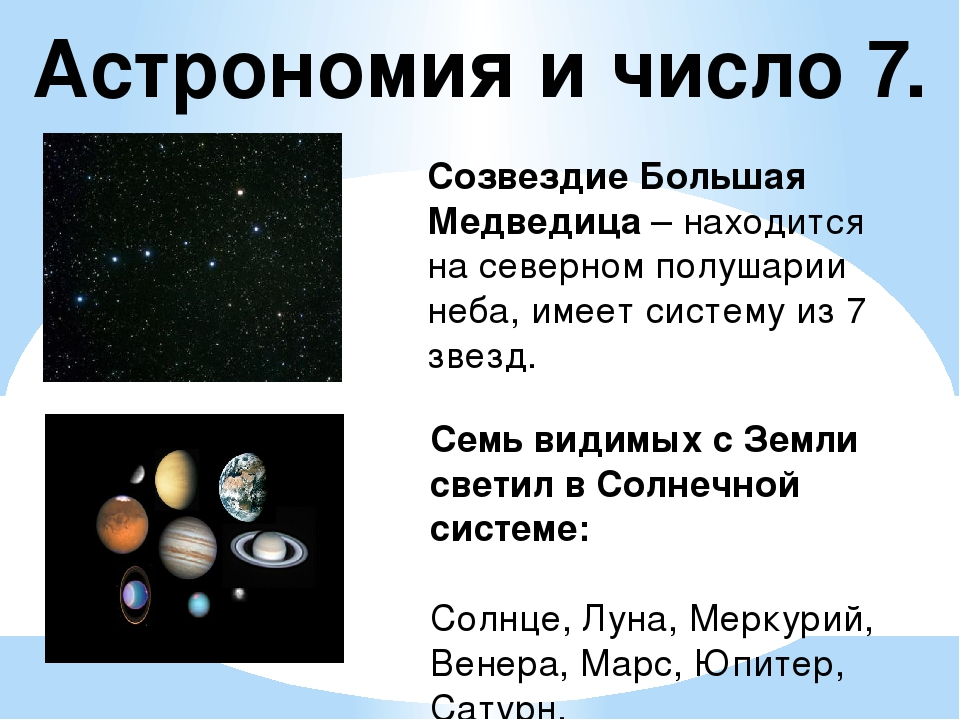 Астрономия и число 7.
Созвездие Большая
Медведица – находится
на северном полушарии
неба, имеет систему из 7
звезд.
Семь видимых с Земли
светил в Солнечной
системе:
Солнце, Луна, Меркурий,
Венера, Марс, Юпитер,
Сатурн.